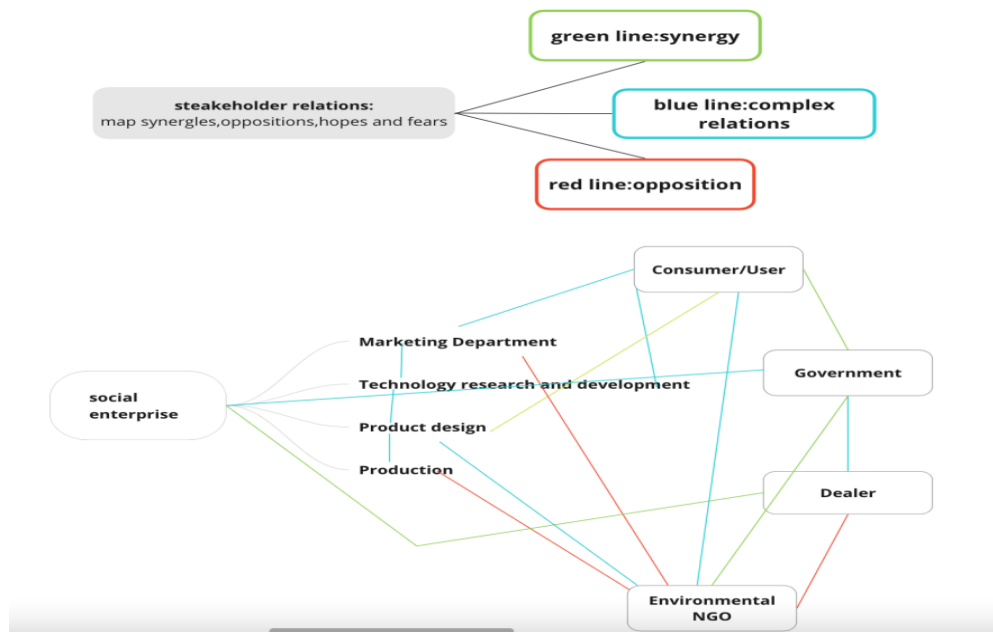 green line:synergy
steakholder relations:
map synergles,oppositions,hopes and fears
blue line:complex
relations
red line:opposition
Consumer/User
Marketing Department
Government
Technology research and development
social
enterprise
Product design
Production
Dealer
Environmental
NGO